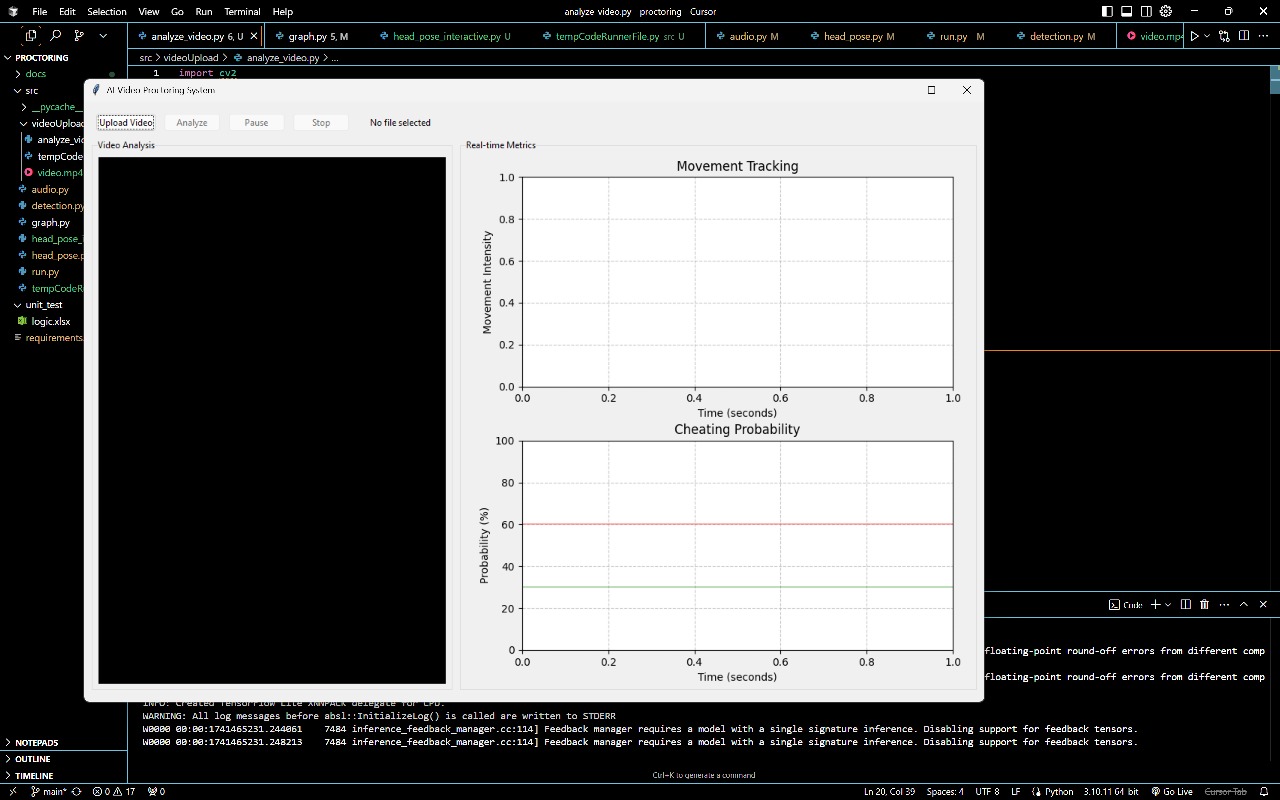 File Edit Selection View Go Run Terminal Help
analyze video.py proctoring Cursor
analyze_video.py 6, U
graph.py 5, M
head_pose_interactive.py U
tempCodeRunnerFile.py src U
audio.py M
head_pose.py M
run.py M
detection.py M
video.mp4
PROCTORING
docs
src
__pycache__
videoUpload
analyze_vid
tempCode
video.mp4
audio.py
detection.py
graph.py
head_pose_i
head_pose.p
run.py
tempCodeR
unit_test
logic.xlsx
requirements.
NOTEPADS
OUTLINE
TIMELINE
src > videoUpload > analyze_video.py > ...
1 import cv2
AI Video Proctoring System
Upload Video Analyze Pause Stop No file selected
Video Analysis
Real-time Metrics
Movement Tracking
1.0
0.8
0.6
0.4
0.2
0.0
Movement Intensity
0.0 0.2 0.4 0.6 0.8 1.0
Time (seconds)
Cheating Probability
100
80
60
40
20
0
Probability (%)
0.0 0.2 0.4 0.6 0.8 1.0
Time (seconds)
Code
floating-point round-off errors from different comp
floating-point round-off errors from different comp
INFO: Created TensorFlow Lite XNNPACK delegate for CPU.
WARNING: All log messages before absl::InitializeLog() is called are written to STDERR
W0000 00:00:1741465231.244061 7484 inference_feedback_manager.cc:114] Feedback manager requires a model with a single signature inference. Disabling support for feedback tensors.
W0000 00:00:1741465231.248213 7484 inference_feedback_manager.cc:114] Feedback manager requires a model with a single signature inference. Disabling support for feedback tensors.
Ctrl+K to generate a command
main* 0 17 0 Ln 20, Col 39 Spaces: 4 UTF 8 LF Python 3.10.11 64 bit Go Live Cursor Tab